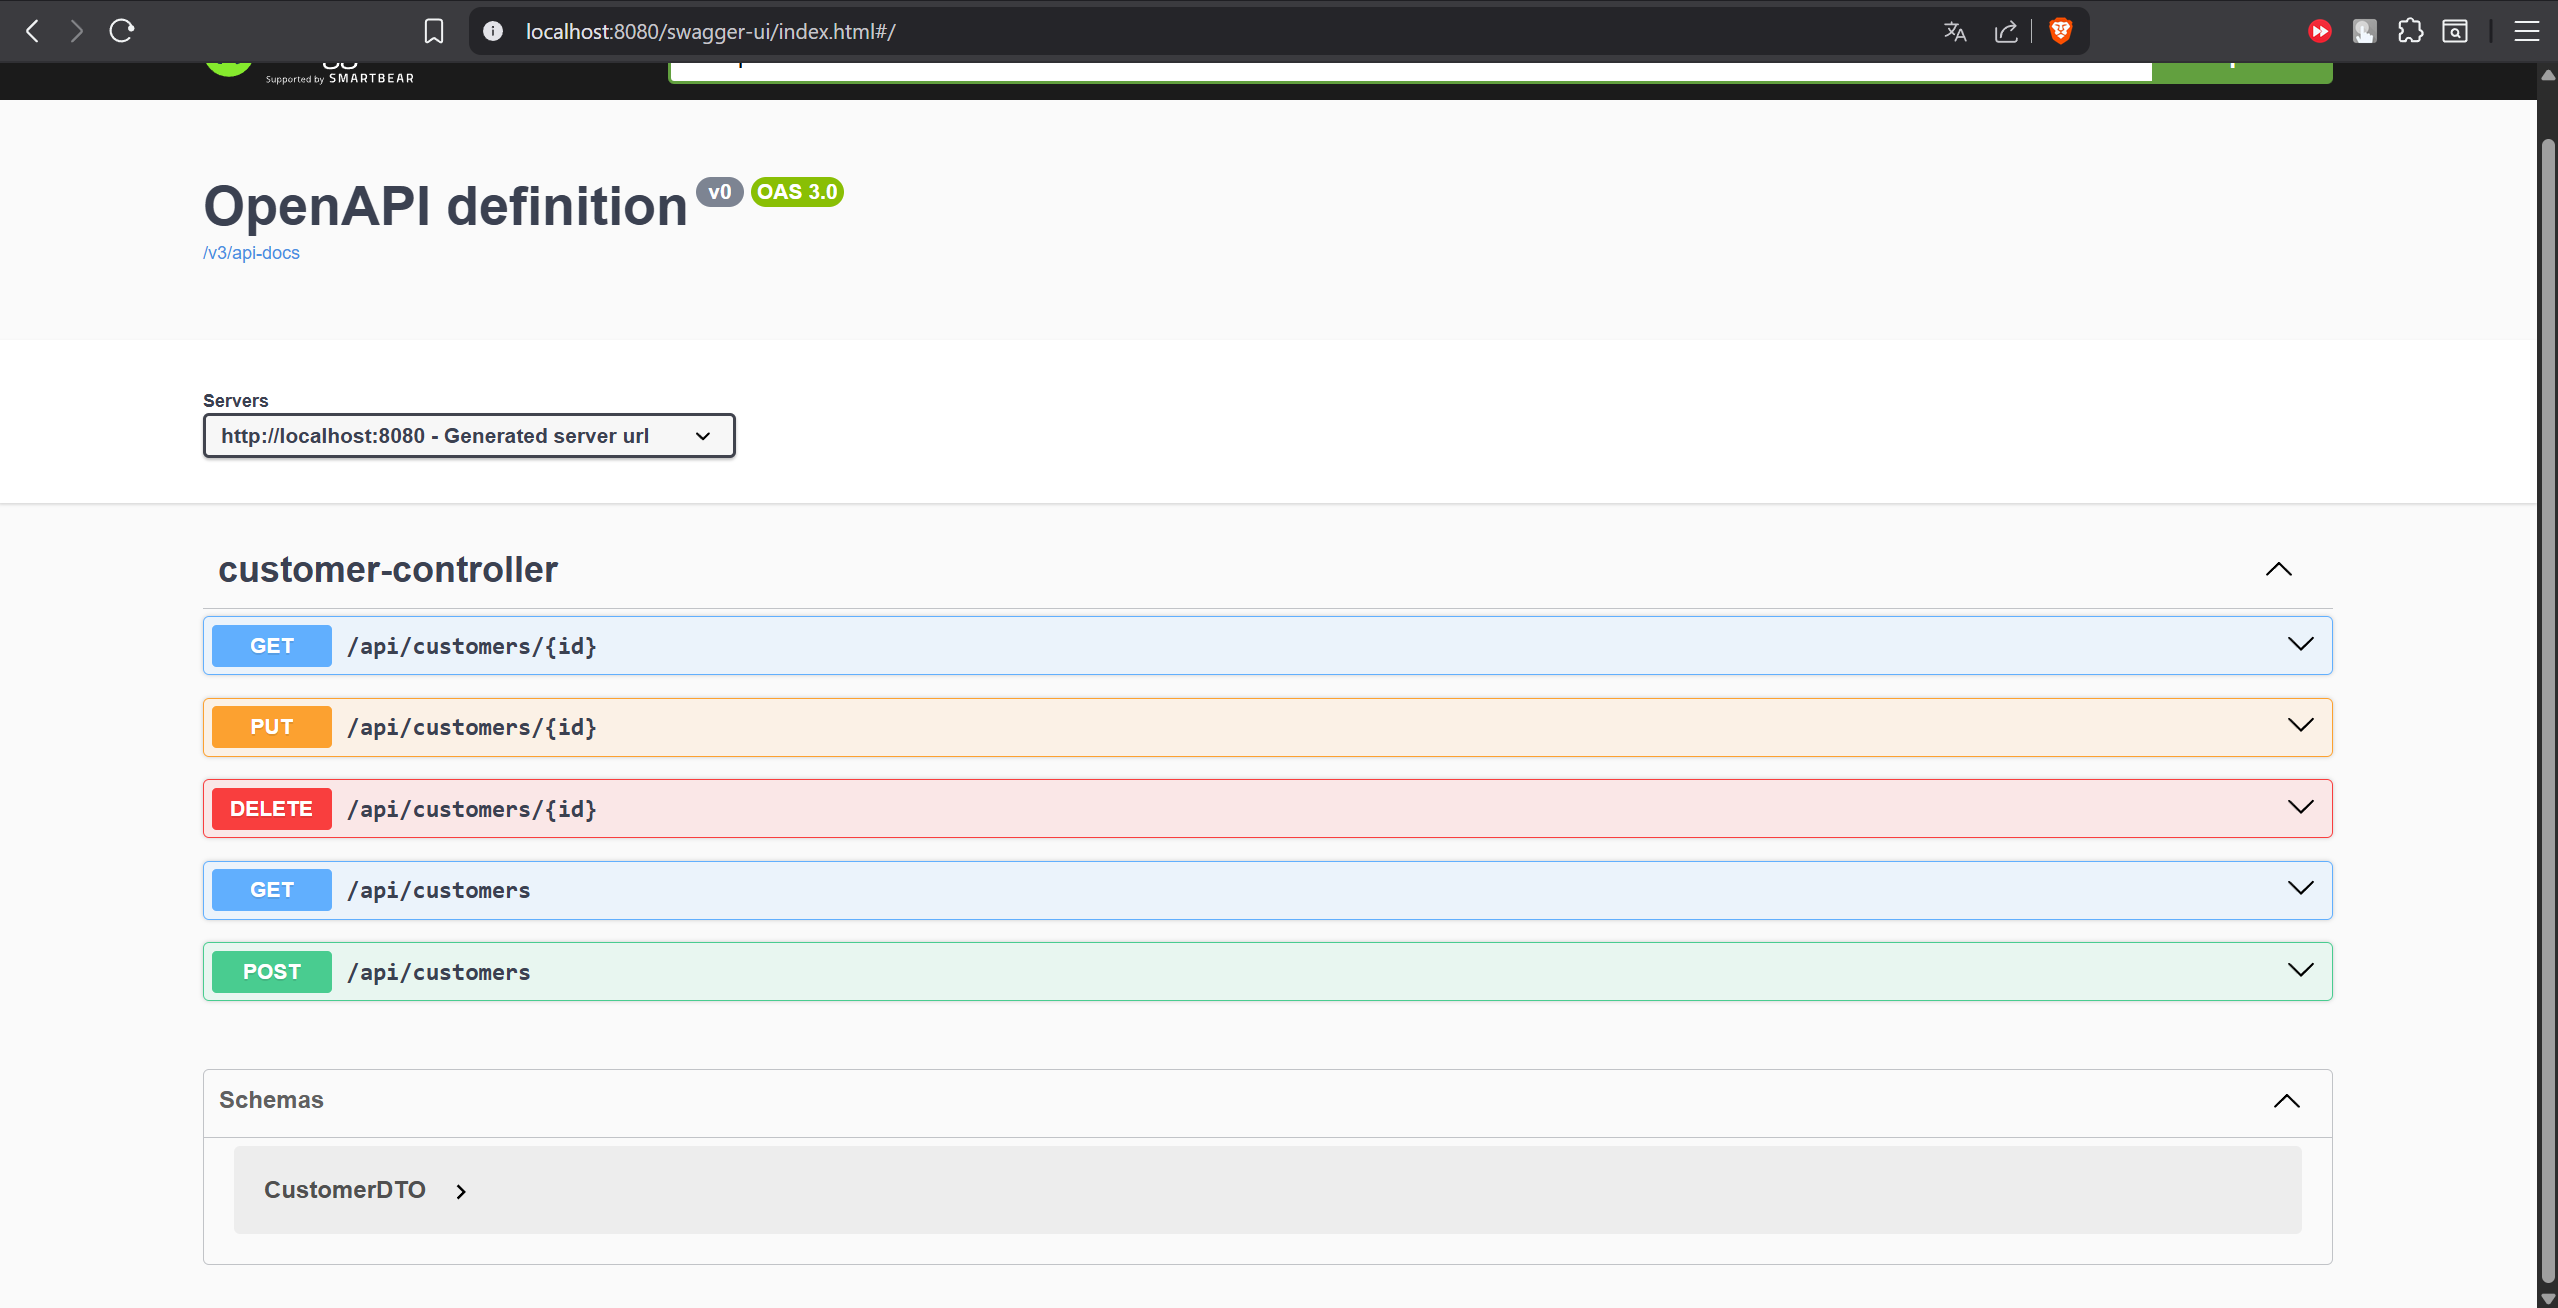 localhost:8080/swagger-ui/index.html#/
Supported by SMARTBEAR
OpenAPI definition v0 OAS 3.0
/v3/api-docs
Servers
http://localhost:8080 - Generated server url
customer-controller
GET /api/customers/{id}
PUT /api/customers/{id}
DELETE /api/customers/{id}
GET /api/customers
POST /api/customers
Schemas
CustomerDTO